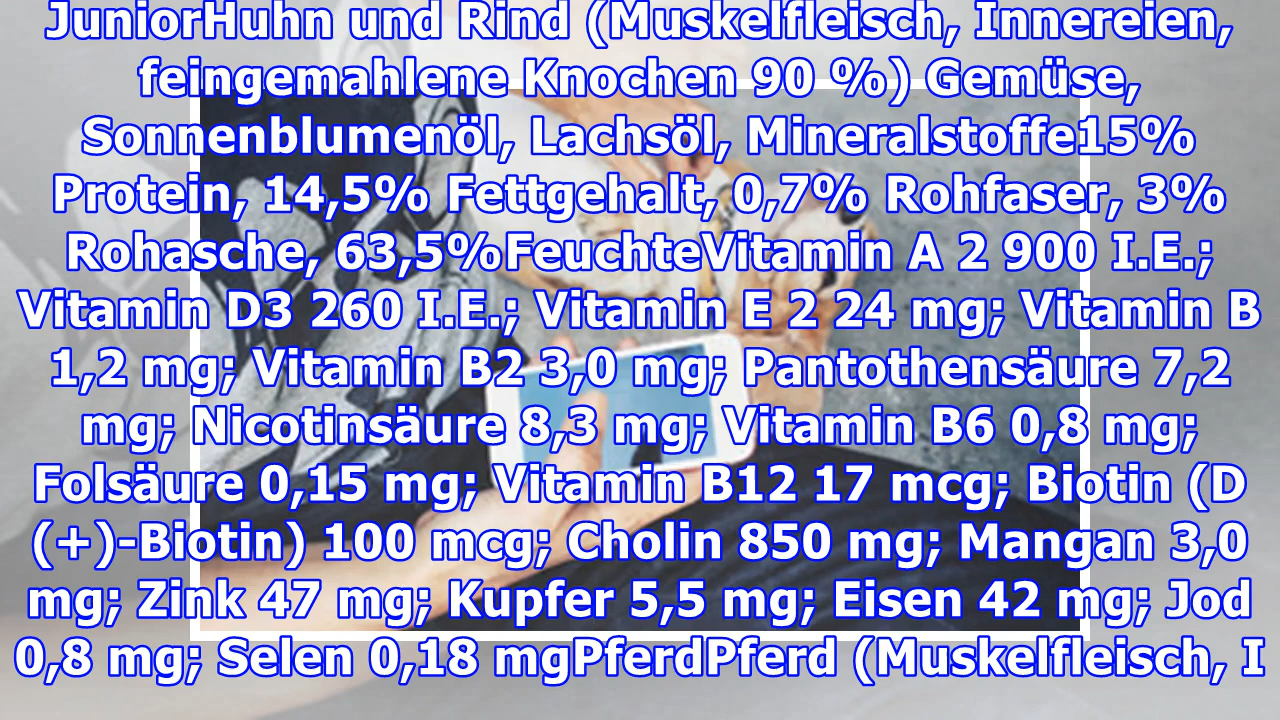 JuniorHuhn und Rind (Muskelfleisch, Innereien,
feingemahlene Knochen 90 %) Gemüse,
Sonnenblumenöl, Lachsöl, Mineralstoffe15%
Protein, 14,5% Fettgehalt, 0,7% Rohfaser, 3%
Rohasche, 63,5%FeuchteVitamin A 2 900 I.E.;
Vitamin D3 260 I.E.; Vitamin E 2 24 mg; Vitamin B
1,2 mg; Vitamin B2 3,0 mg; Pantothensäure 7,2
mg; Nicotinsäure 8,3 mg; Vitamin B6 0,8 mg;
Folsäure 0,15 mg; Vitamin B12 17 mcg; Biotin (D
(+)-Biotin) 100 mcg; Cholin 850 mg; Mangan 3,0
mg; Zink 47 mg; Kupfer 5,5 mg; Eisen 42 mg; Jod
0,8 mg; Selen 0,18 mgPferdPferd (Muskelfleisch, I